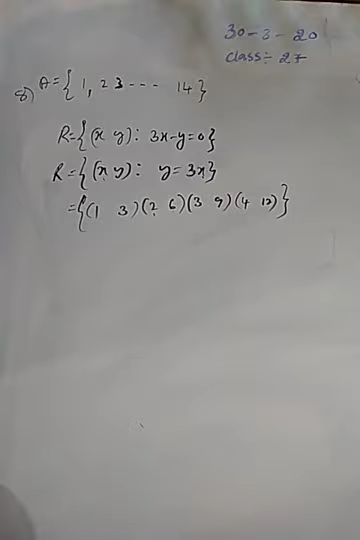 30-3-20
class:- 27
8) A={1, 2 3 --- 14}
R={(x y): 3x-y=0}
R={(x y): y=3x}
={(1 3)(2 6)(3 9)(4 12)}